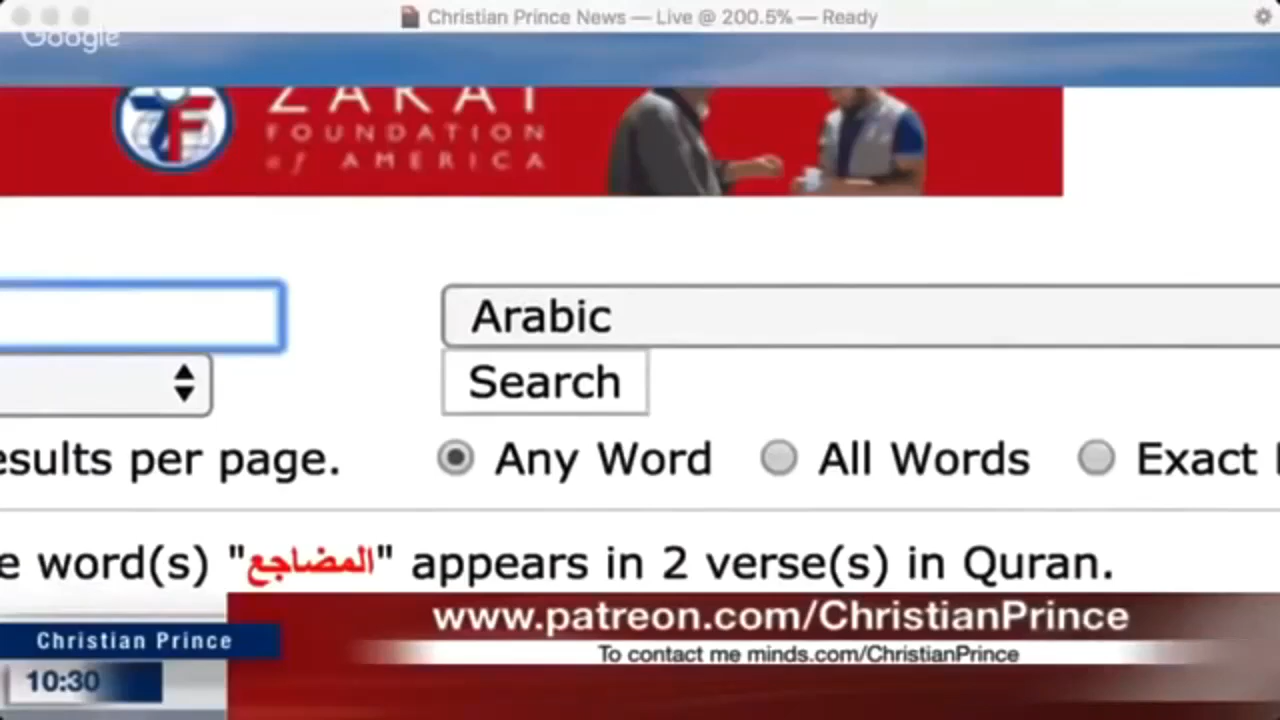 Christian Prince News — Live @ 200.5% — Ready
Google
ZAKAT
FOUNDATION
of AMERICA
Arabic
Search
esults per page.
Any Word
All Words
Exact
e word(s) "المضاجع" appears in 2 verse(s) in Quran.
www.patreon.com/ChristianPrince
Christian Prince
To contact me minds.com/ChristianPrince
10:30